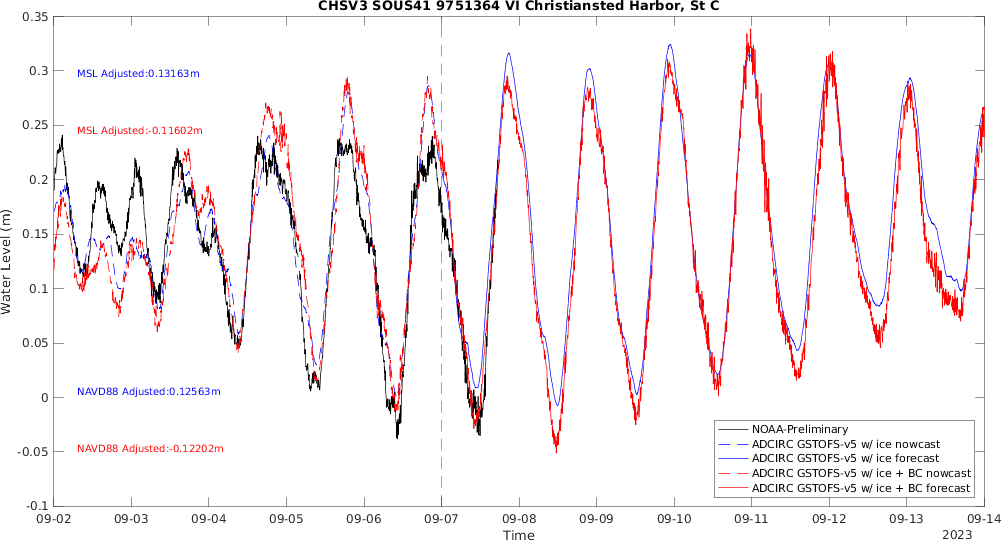 CHSV3 SOUS41 9751364 VI Christiansted Harbor, St C
0.35
0.3
0.25
0.2
0.15
0.1
0.05
0
-0.05
-0.1
Water Level (m)
MSL Adjusted:0.13163m
MSL Adjusted:-0.11602m
NAVD88 Adjusted:0.12563m
NAVD88 Adjusted:-0.12202m
NOAA-Preliminary
ADCIRC GSTOFS-v5 w/ ice nowcast
ADCIRC GSTOFS-v5 w/ ice forecast
ADCIRC GSTOFS-v5 w/ ice + BC nowcast
ADCIRC GSTOFS-v5 w/ ice + BC forecast
09-02 09-03 09-04 09-05 09-06 09-07 09-08 09-09 09-10 09-11 09-12 09-13 09-14
Time
2023